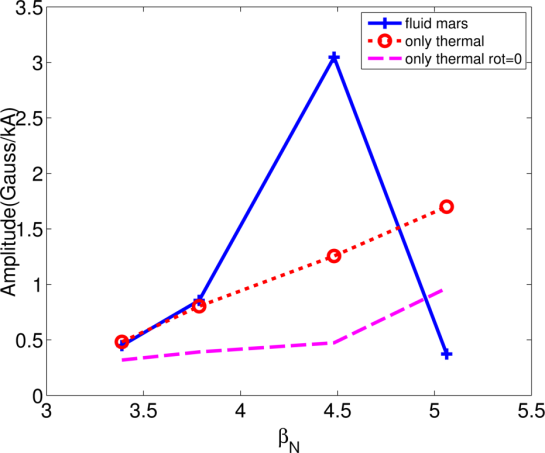 fluid mars
only thermal
only thermal rot=0
3.5
3
2.5
2
1.5
1
0.5
0
Amplitude(Gauss/kA)
3
3.5
4
4.5
5
5.5
β_N